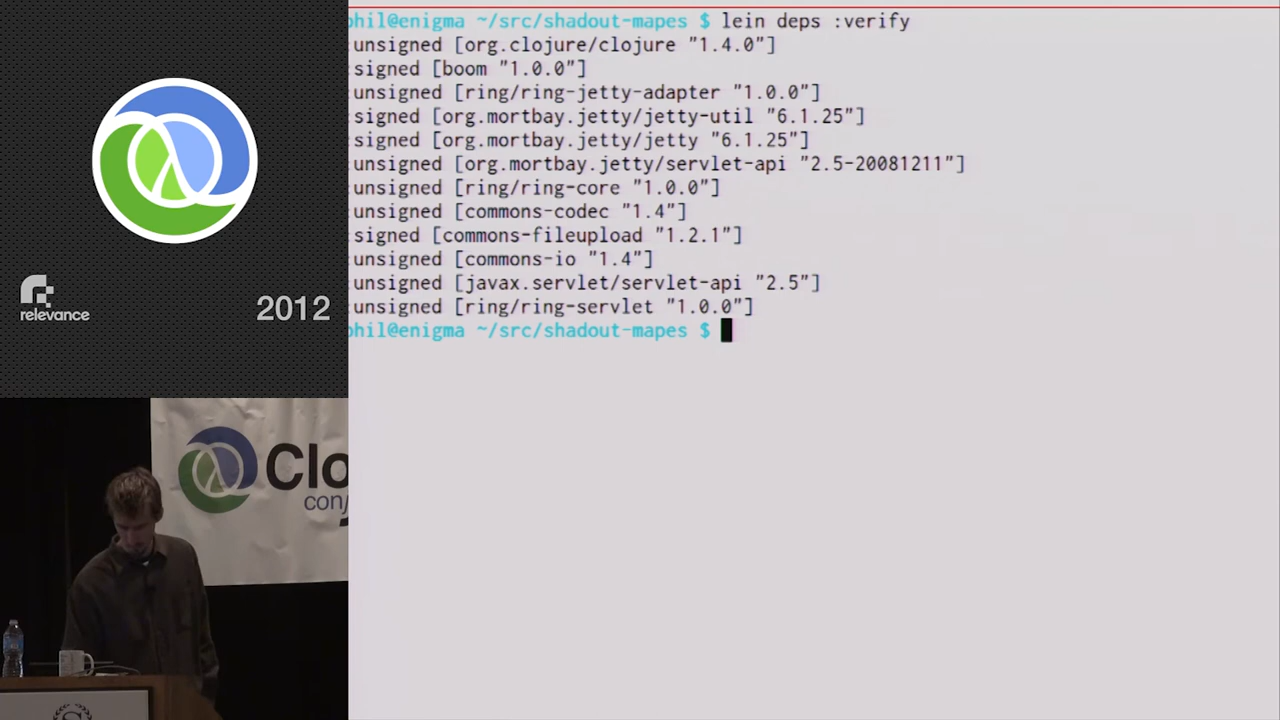 phil@enigma ~/src/shadout-mapes $ lein deps :verify
:unsigned [org.clojure/clojure "1.4.0"]
:signed [boom "1.0.0"]
:unsigned [ring/ring-jetty-adapter "1.0.0"]
:signed [org.mortbay.jetty/jetty-util "6.1.25"]
:signed [org.mortbay.jetty/jetty "6.1.25"]
:unsigned [org.mortbay.jetty/servlet-api "2.5-20081211"]
:unsigned [ring/ring-core "1.0.0"]
:unsigned [commons-codec "1.4"]
:signed [commons-fileupload "1.2.1"]
:unsigned [commons-io "1.4"]
:unsigned [javax.servlet/servlet-api "2.5"]
:unsigned [ring/ring-servlet "1.0.0"]
phil@enigma ~/src/shadout-mapes $
relevance
2012
Clo
conj
S